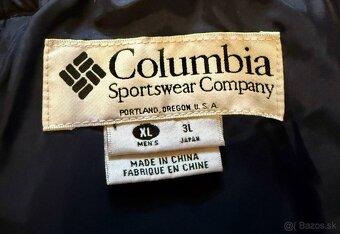 Columbia
Sportswear Company
PORTLAND, OREGON U.S.A
XL 3L
MEN'S JAPAN
MADE IN CHINA
FABRIQUE EN CHINE
Bazos.sk